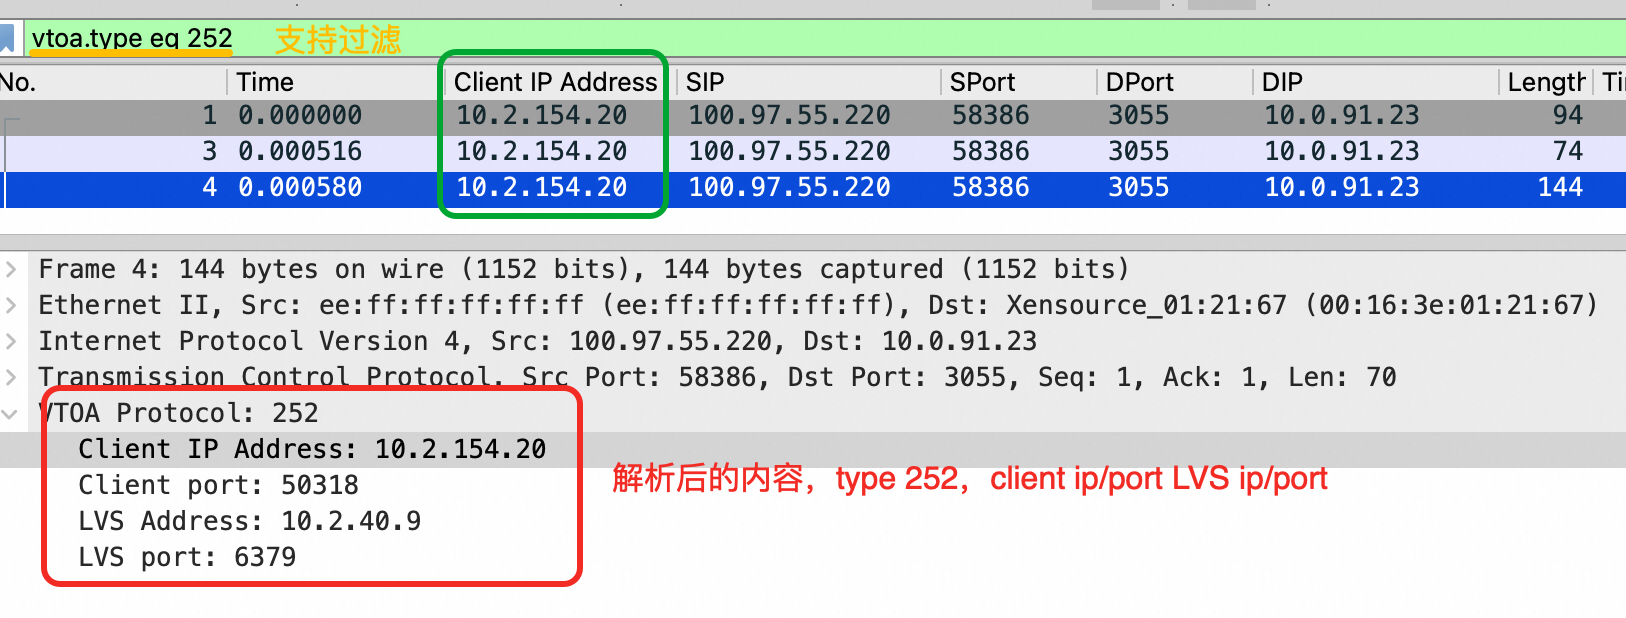 vtoa.type eq 252 支持过滤
No. Time Client IP Address SIP SPort DPort DIP Length Ti
1 0.000000 10.2.154.20 100.97.55.220 58386 3055 10.0.91.23 94
3 0.000516 10.2.154.20 100.97.55.220 58386 3055 10.0.91.23 74
4 0.000580 10.2.154.20 100.97.55.220 58386 3055 10.0.91.23 144
Frame 4: 144 bytes on wire (1152 bits), 144 bytes captured (1152 bits)
Ethernet II, Src: ee:ff:ff:ff:ff:ff (ee:ff:ff:ff:ff:ff), Dst: Xensource_01:21:67 (00:16:3e:01:21:67)
Internet Protocol Version 4, Src: 100.97.55.220, Dst: 10.0.91.23
Transmission Control Protocol, Src Port: 58386, Dst Port: 3055, Seq: 1, Ack: 1, Len: 70
VTOA Protocol: 252
Client IP Address: 10.2.154.20
解析后的内容，type 252，client ip/port LVS ip/port
Client port: 50318
LVS Address: 10.2.40.9
LVS port: 6379